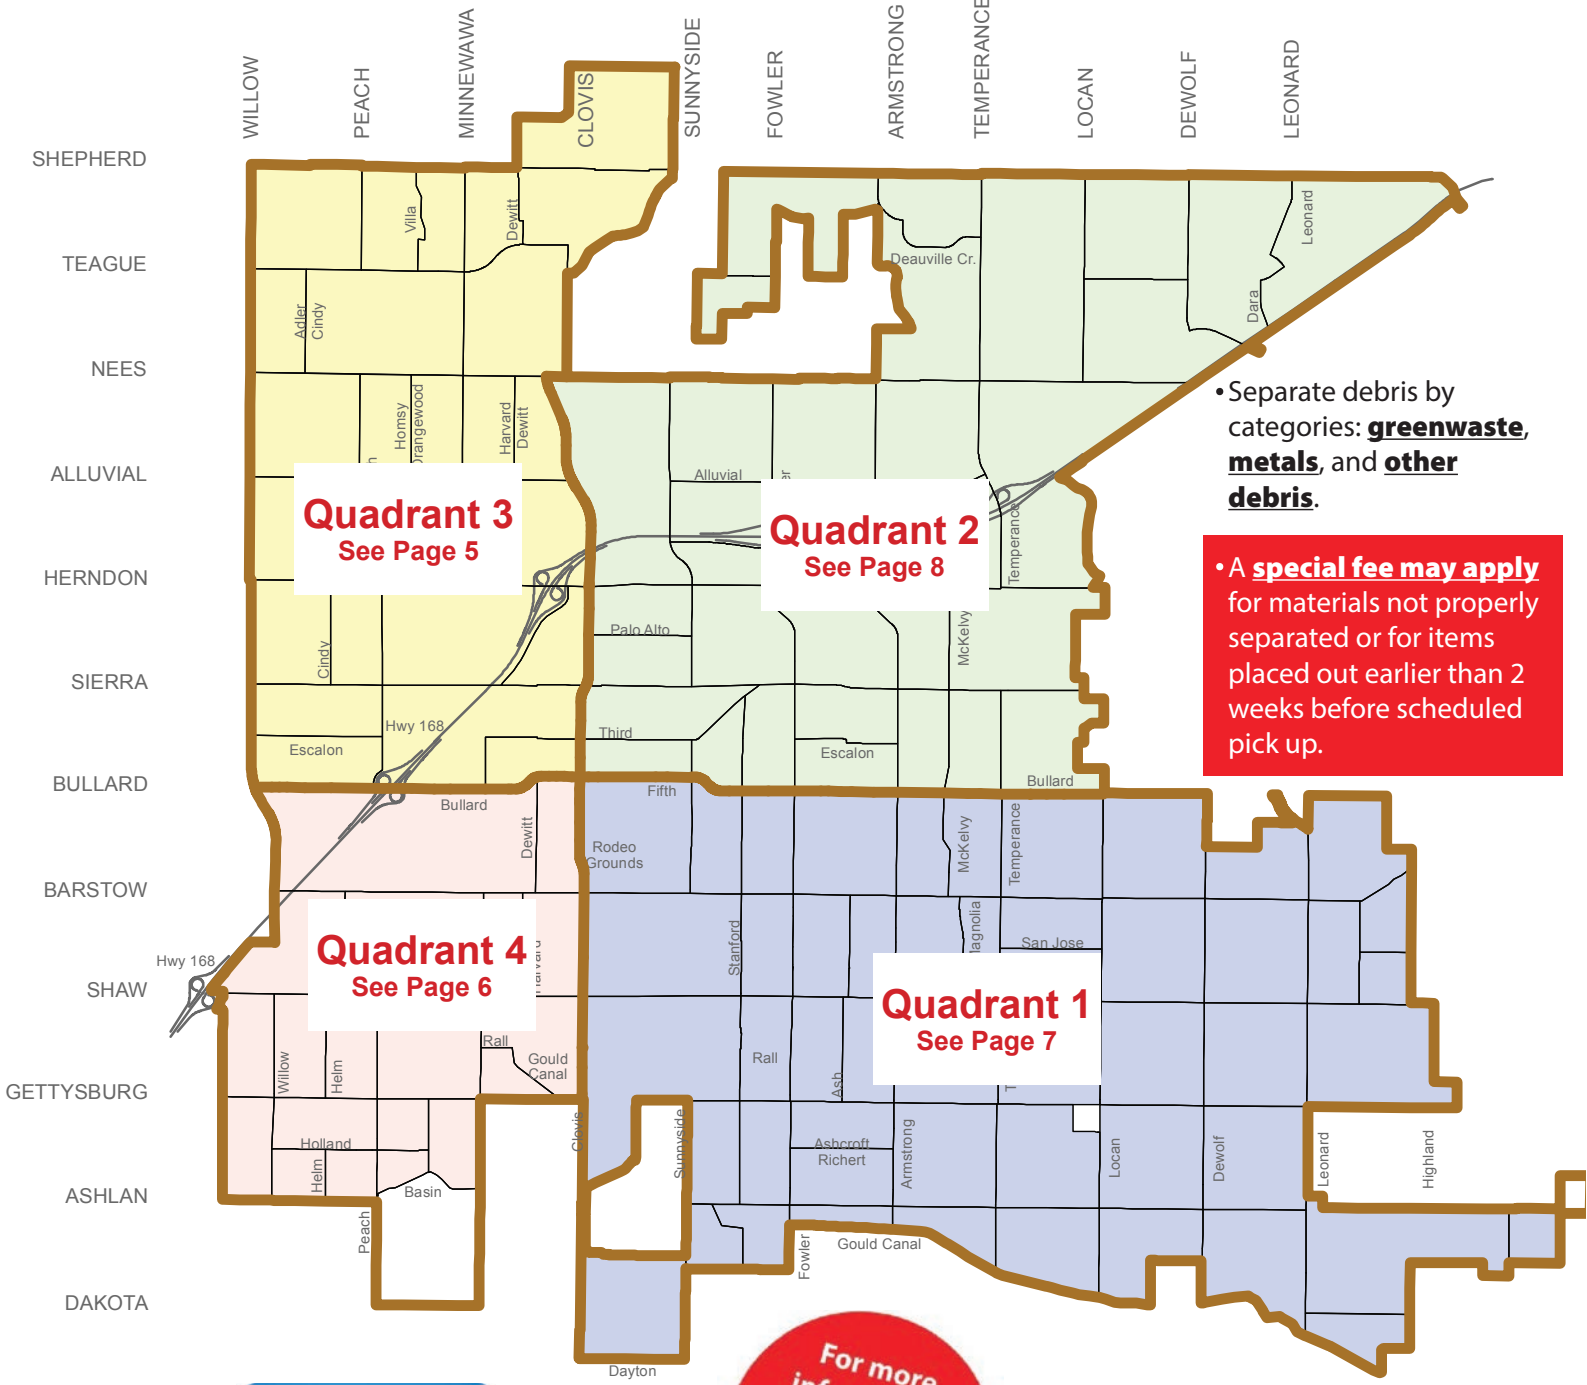 WILLOW
PEACH
MINNEWAWA
CLOVIS
SUNNYSIDE
FOWLER
ARMSTRONG
TEMPERANCE
LOCAN
DEWOLF
LEONARD
SHEPHERD
TEAGUE
NEES
ALLUVIAL
HERNDON
SIERRA
BULLARD
BARSTOW
SHAW
GETTYSBURG
ASHLAN
DAKOTA
Villa
Dewitt
Adler
Cindy
Homsy
Harvard
Dewitt
Quadrant 3
See Page 5
Cindy
Hwy 168
Escalon
Deauville Cr.
Leonard
Dara
Alluvial
Quadrant 2
See Page 8
Temperance
Palo Alto
McKelvy
Third
Escalon
Bullard
• Separate debris by
categories: greenwaste,
metals, and other
debris.
• A special fee may apply
for materials not properly
separated or for items
placed out earlier than 2
weeks before scheduled
pick up.
Bullard
Dewitt
Quadrant 4
See Page 6
Hwy 168
Willow
Helm
Rall
Gould
Canal
Holland
Helm
Basin
Peach
Fifth
Rodeo
Grounds
McKelvy
Temperance
Stanford
San Jose
Quadrant 1
See Page 7
Rall
Ash
Clovis
Sunnyside
Ashcroft
Richert
Armstrong
Locan
Dewolf
Leonard
Highland
Fowler
Gould Canal
Dayton
For more